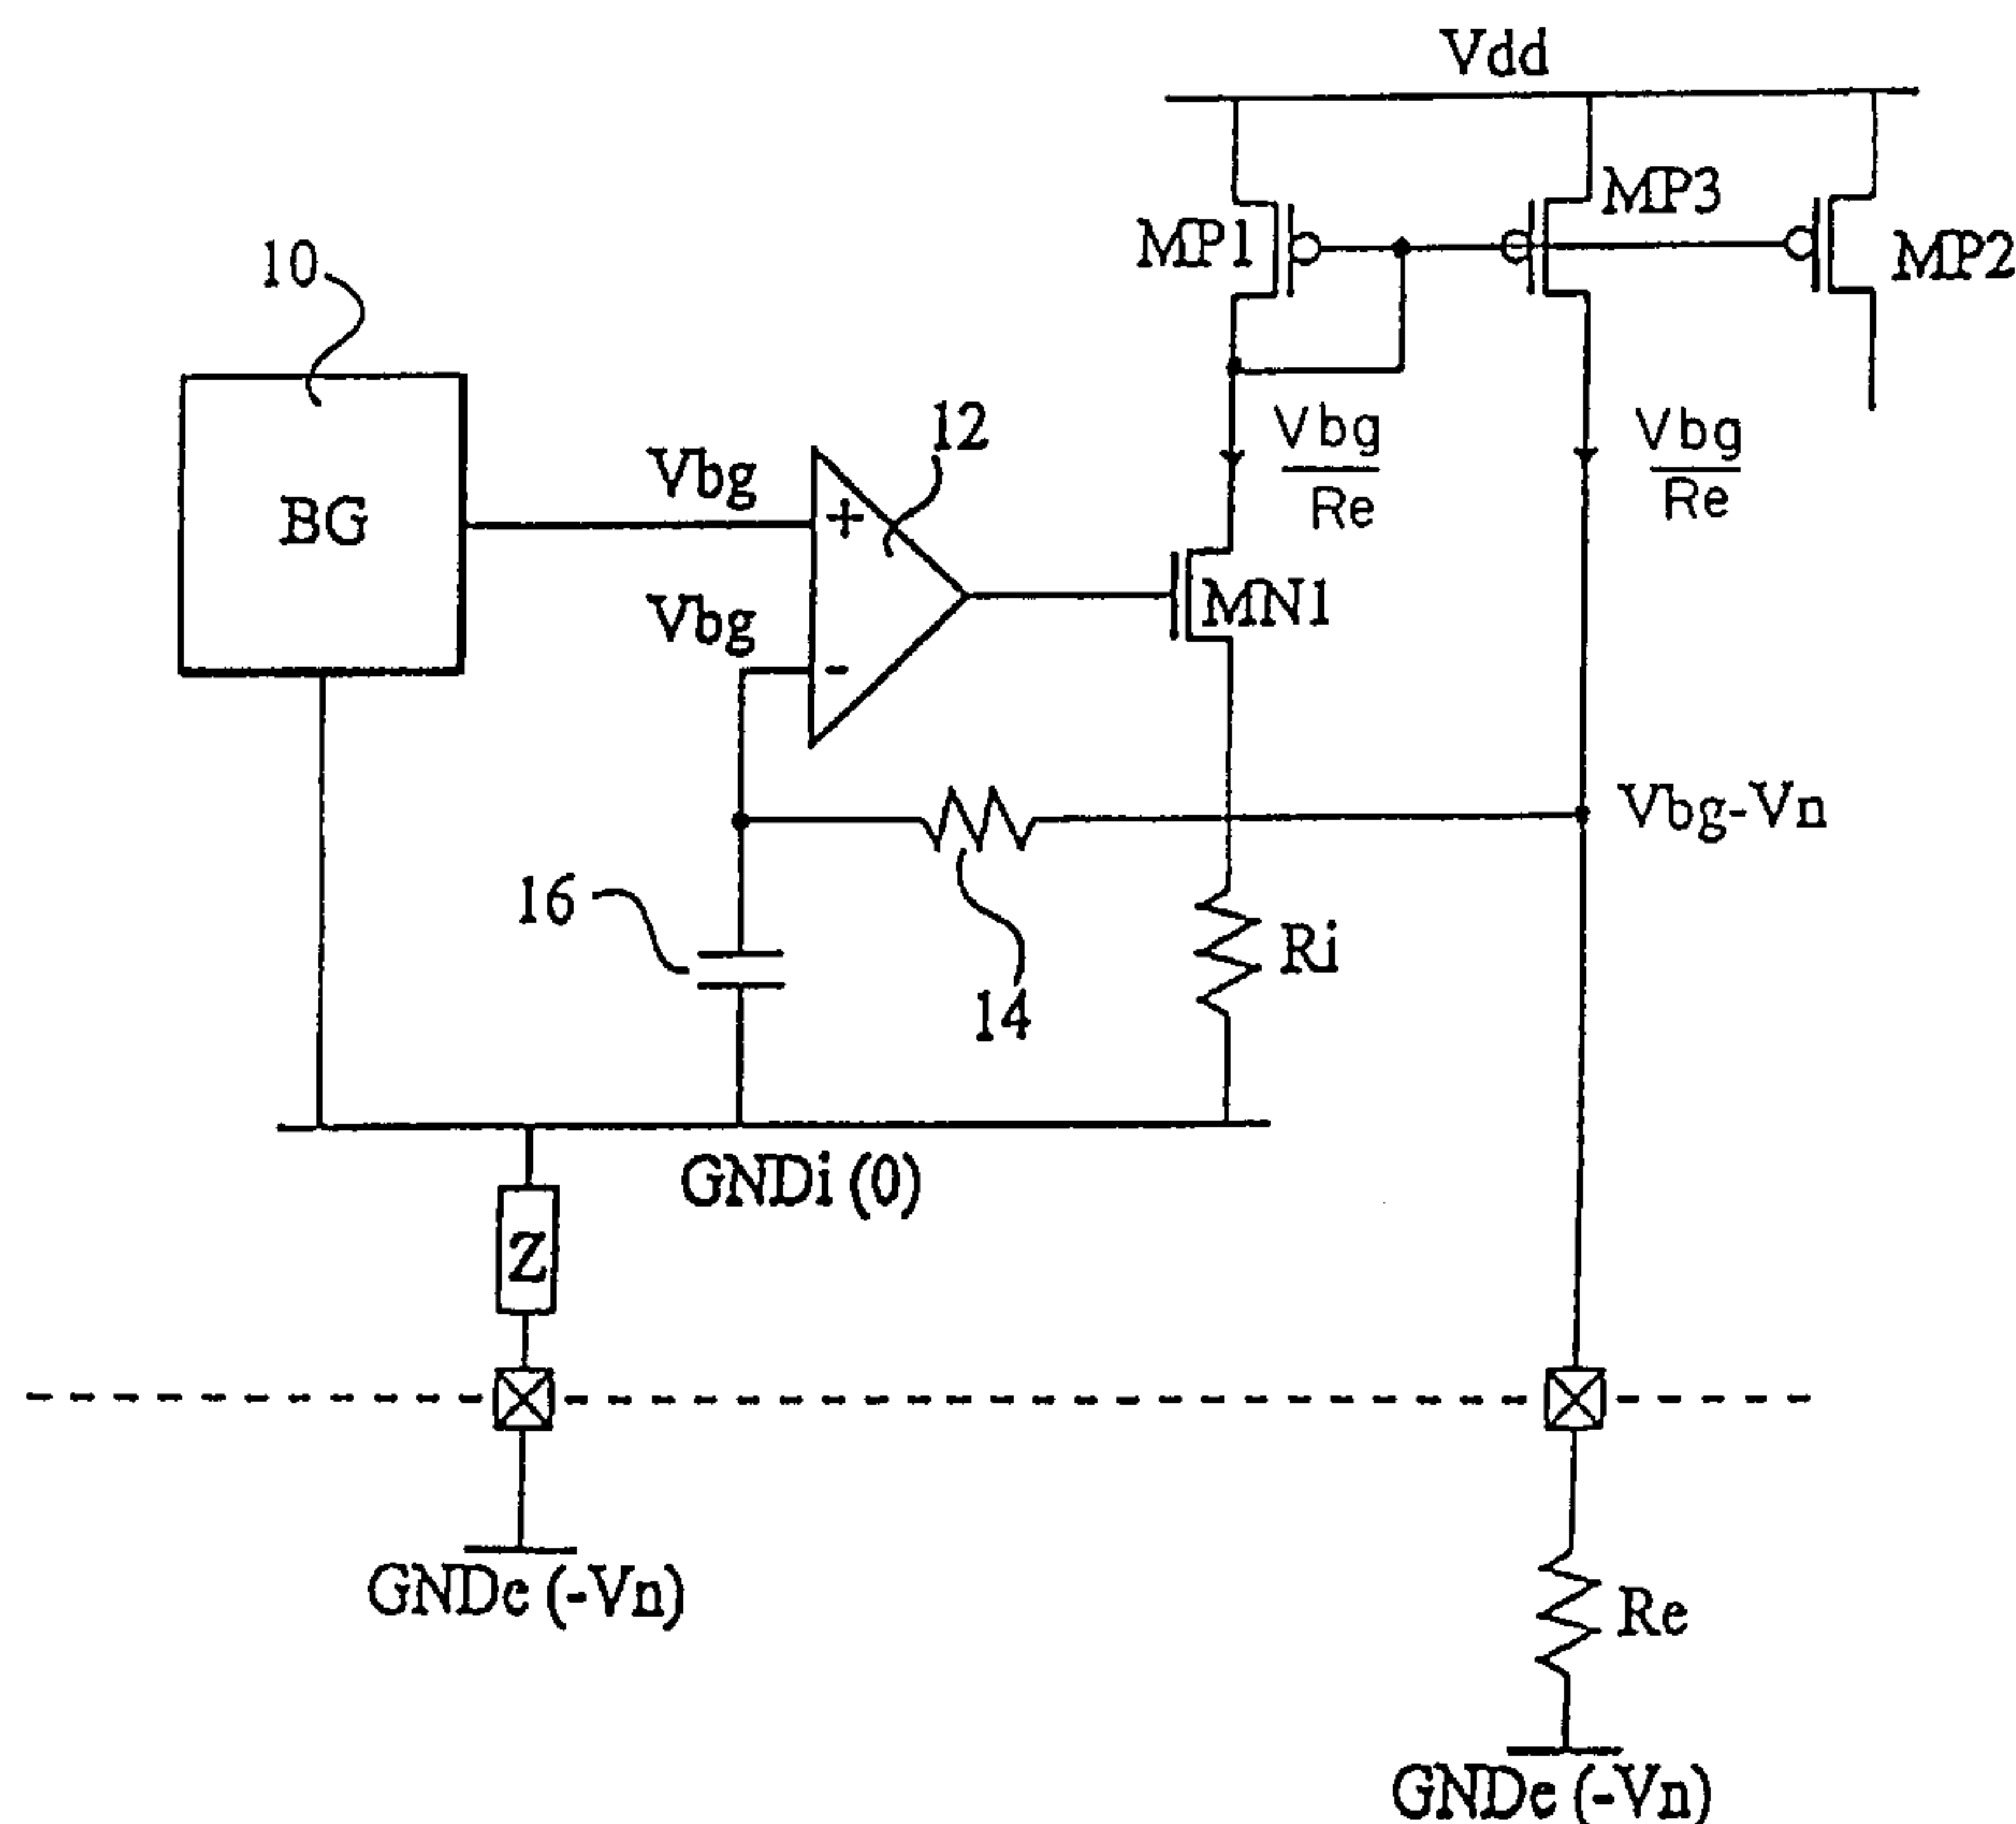 Vdd
MP3
MP1
MP2
10
12
Vbg
Re
Vbg
Re
Vbg
+
BG
MN1
Vbg
-
Vbg-Vn
16
Ri
14
GNDi (0)
Z
GNDe (-Vn)
Re
GNDe (-Vn)